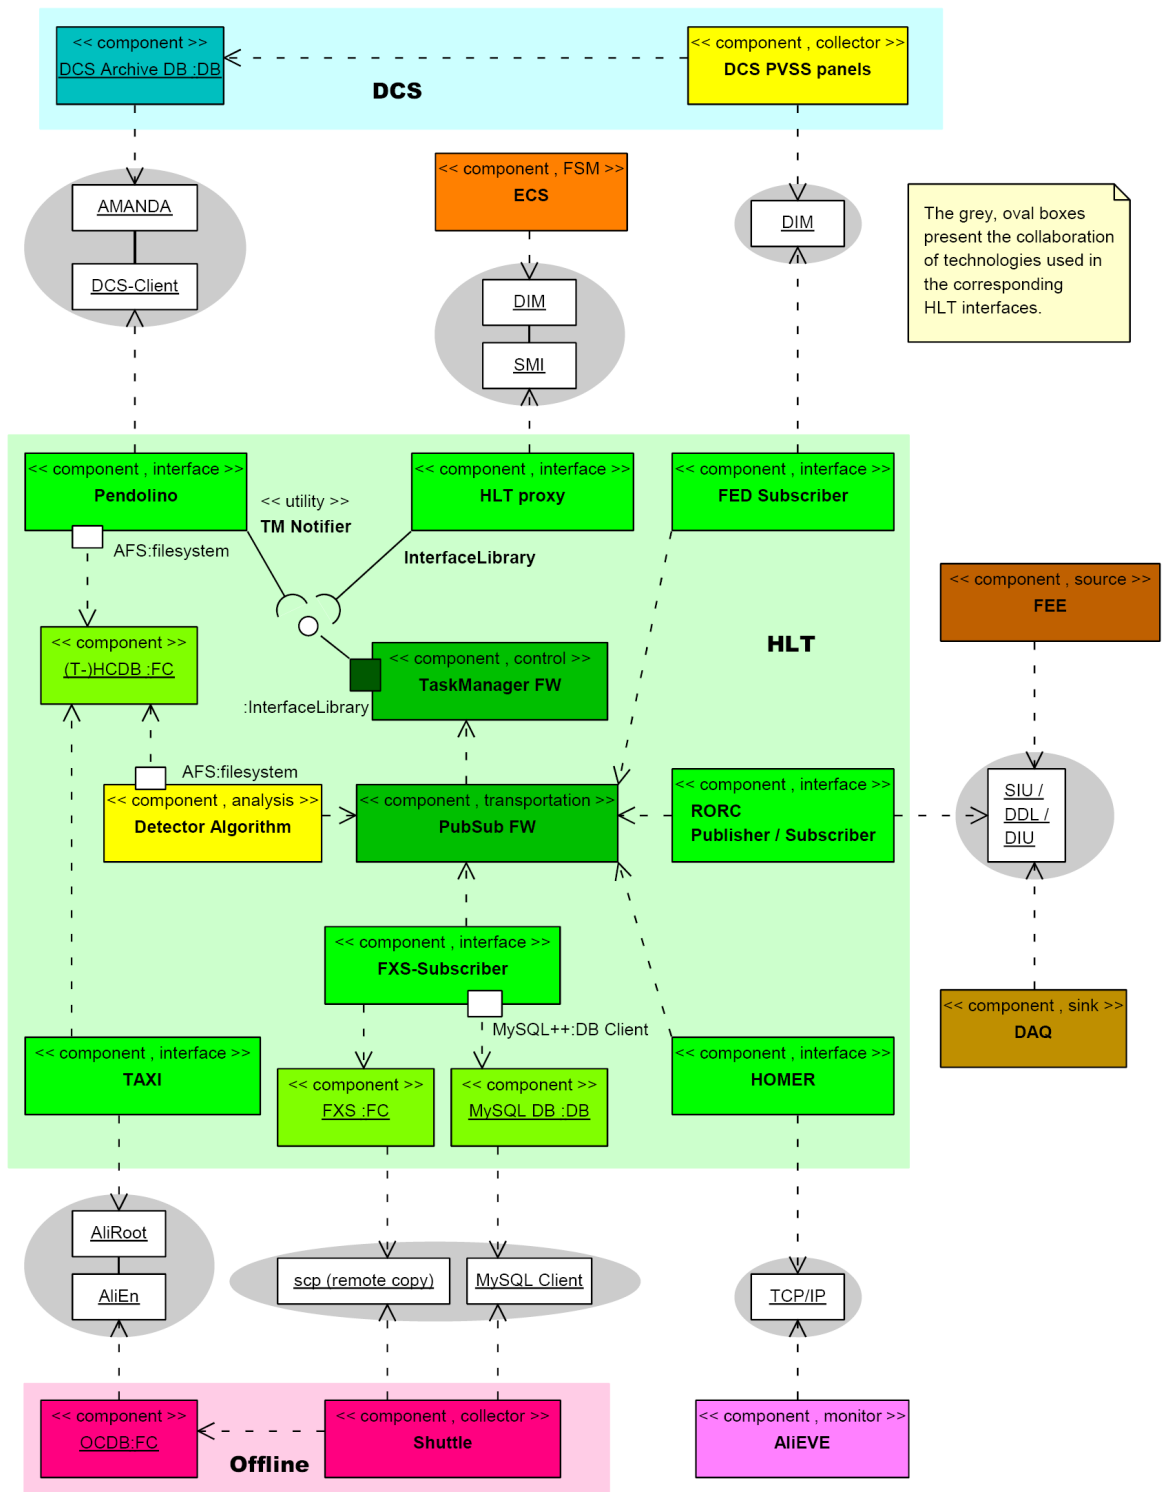 << component >>
DCS Archive DB :DB
<< component , collector >>
DCS PVSS panels
DCS
<< component , FSM >>
ECS
AMANDA
DCS-Client
DIM
SMI
DIM
The grey, oval boxes
present the collaboration
of technologies used in
the corresponding
HLT interfaces.
<< component , interface >>
Pendolino
<< utility >>
TM Notifier
<< component , interface >>
HLT proxy
<< component , interface >>
FED Subscriber
AFS:filesystem
InterfaceLibrary
<< component , source >>
FEE
<< component >>
(T-)HCDB :FC
HLT
<< component , control >>
TaskManager FW
:InterfaceLibrary
AFS:filesystem
<< component , analysis >>
Detector Algorithm
<< component , transportation >>
PubSub FW
<< component , interface >>
RORC
Publisher / Subscriber
SIU /
DDL /
DIU
<< component , interface >>
FXS-Subscriber
MySQL++:DB Client
<< component , sink >>
DAQ
<< component , interface >>
TAXI
<< component >>
FXS :FC
<< component >>
MySQL DB :DB
<< component , interface >>
HOMER
AliRoot
AliEn
scp (remote copy)
MySQL Client
TCP/IP
<< component >>
OCDB:FC
Offline
<< component , collector >>
Shuttle
<< component , monitor >>
AliEVE